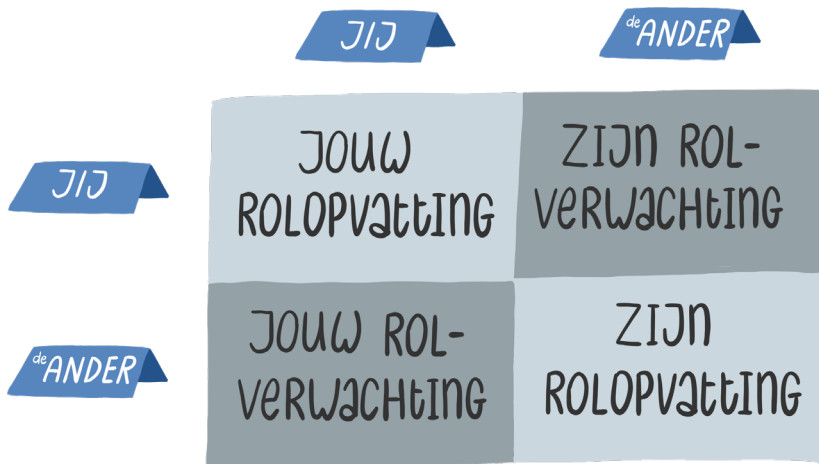 JIJ
de ANDER
JIJ
JOUW
ROLOPVATTING
ZIJN ROL-
VERWACHTING
de ANDER
JOUW ROL-
VERWACHTING
ZIJN
ROLOPVATTING